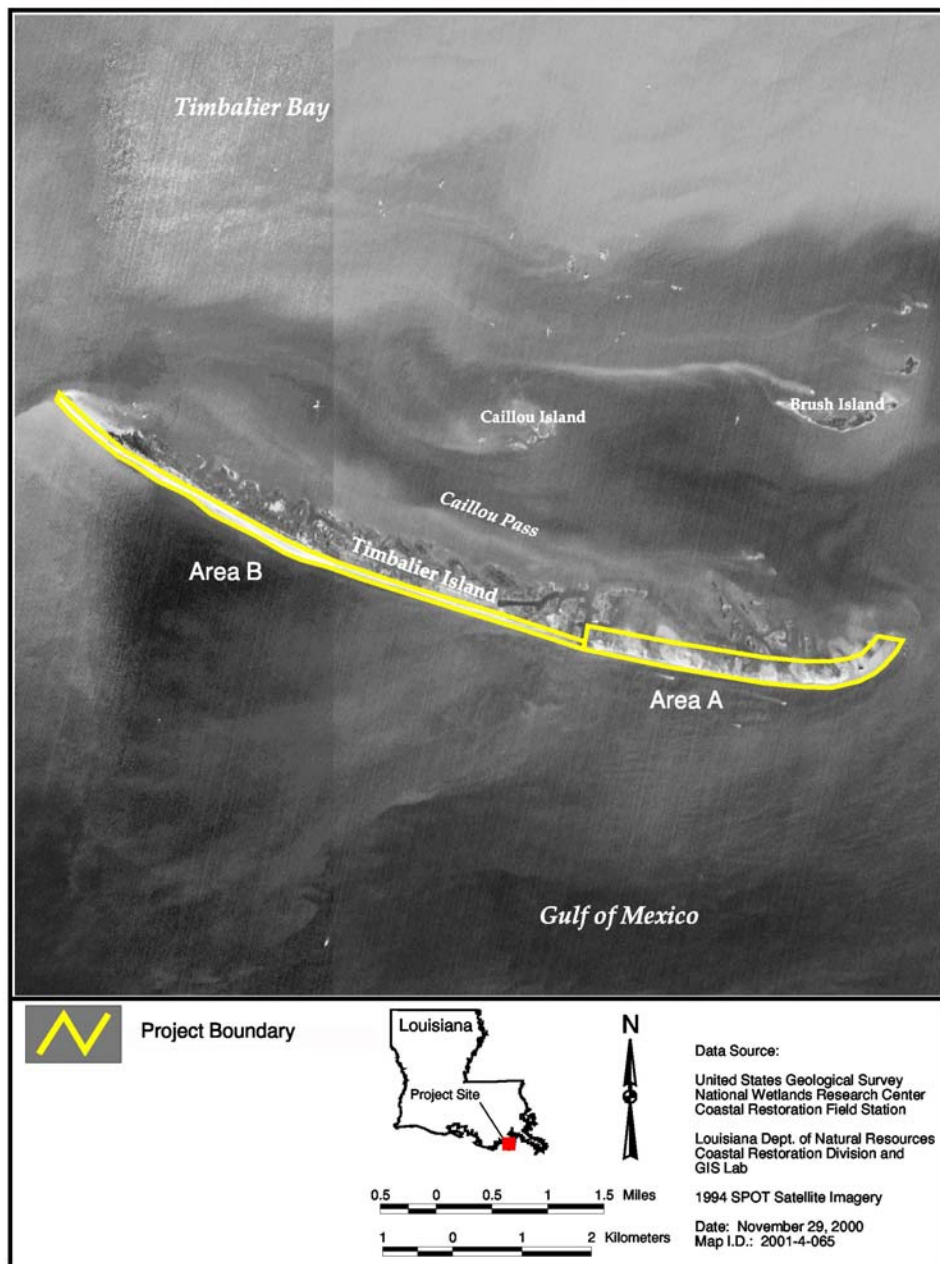 Timbalier Bay
Caillou Island
Brush Island
Caillou Pass
Timbalier Island
Area B
Area A
Gulf of Mexico
Project Boundary
Louisiana
Project Site
N
0.5 0 0.5 1 1.5 Miles
1 0 1 2 Kilometers
Data Source:
United States Geological Survey
National Wetlands Research Center
Coastal Restoration Field Station
Louisiana Dept. of Natural Resources
Coastal Restoration Division and
GIS Lab
1994 SPOT Satellite Imagery
Date: November 29, 2000
Map I.D.: 2001-4-065